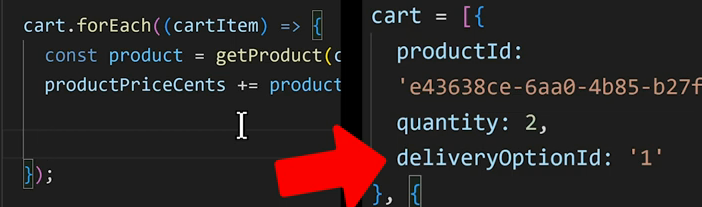 cart.forEach((cartItem) => {
const product = getProduct(
productPriceCents += product
});
cart = [{
productId:
'e43638ce-6aa0-4b85-b27f
quantity: 2,
deliveryOptionId: '1'
}, {